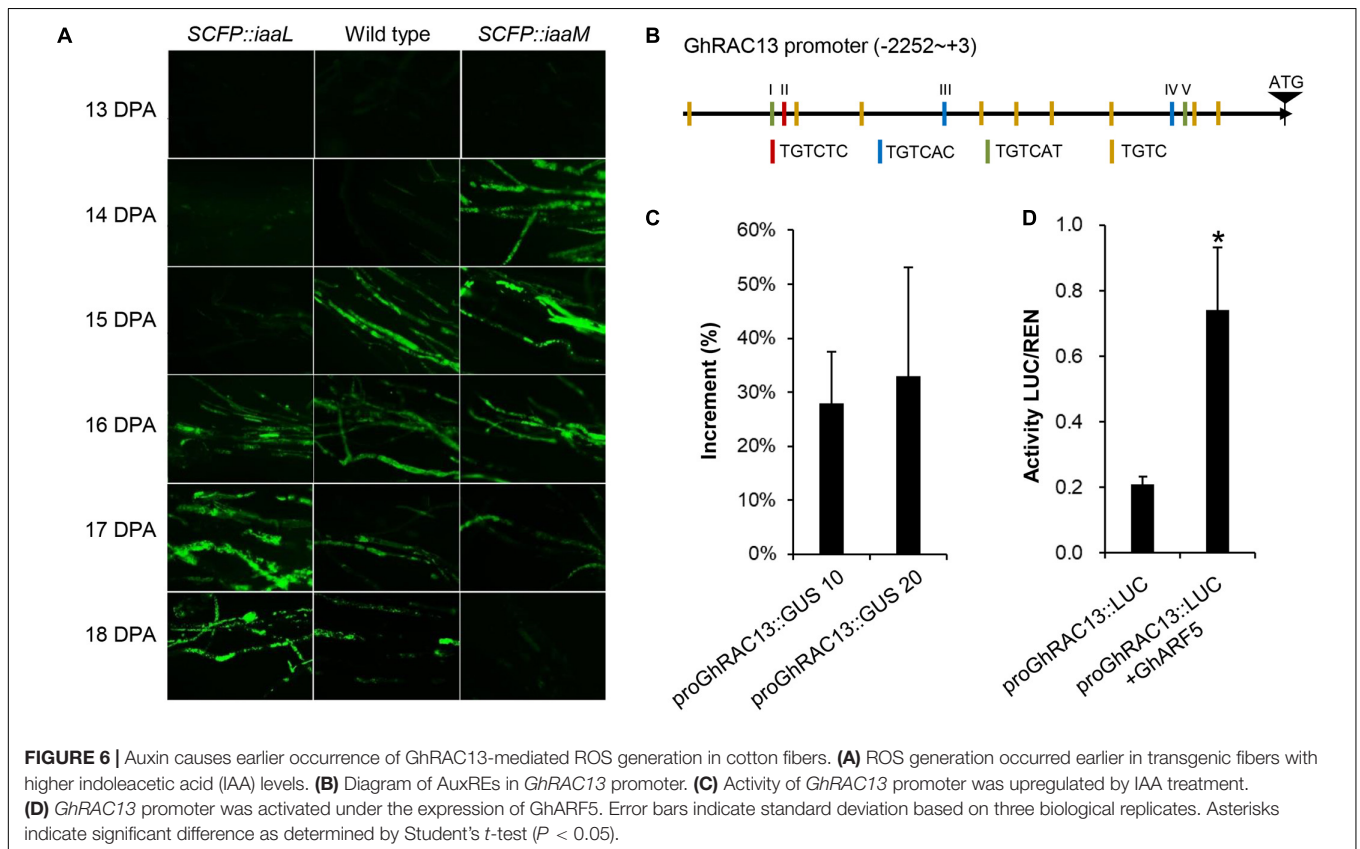 A
SCFP::iaaL Wild type SCFP::iaaM
13 DPA
14 DPA
15 DPA
16 DPA
17 DPA
18 DPA
B
GhRAC13 promoter (-2252~+3)
ATG
I II III IV V
TGTCTC TGTCAC TGTCAT TGTC
C
Increment (%)
60%
50%
40%
30%
20%
10%
0%
proGhRAC13::GUS 10
proGhRAC13::GUS 20
D
Activity LUC/REN
1.0
0.8
0.6
0.4
0.2
0.0
*
proGhRAC13::LUC
proGhRAC13::LUC
+GhARF5
FIGURE 6 | Auxin causes earlier occurrence of GhRAC13-mediated ROS generation in cotton fibers. (A) ROS generation occurred earlier in transgenic fibers with
higher indoleacetic acid (IAA) levels. (B) Diagram of AuxREs in GhRAC13 promoter. (C) Activity of GhRAC13 promoter was upregulated by IAA treatment.
(D) GhRAC13 promoter was activated under the expression of GhARF5. Error bars indicate standard deviation based on three biological replicates. Asterisks
indicate significant difference as determined by Student's t-test (P < 0.05).